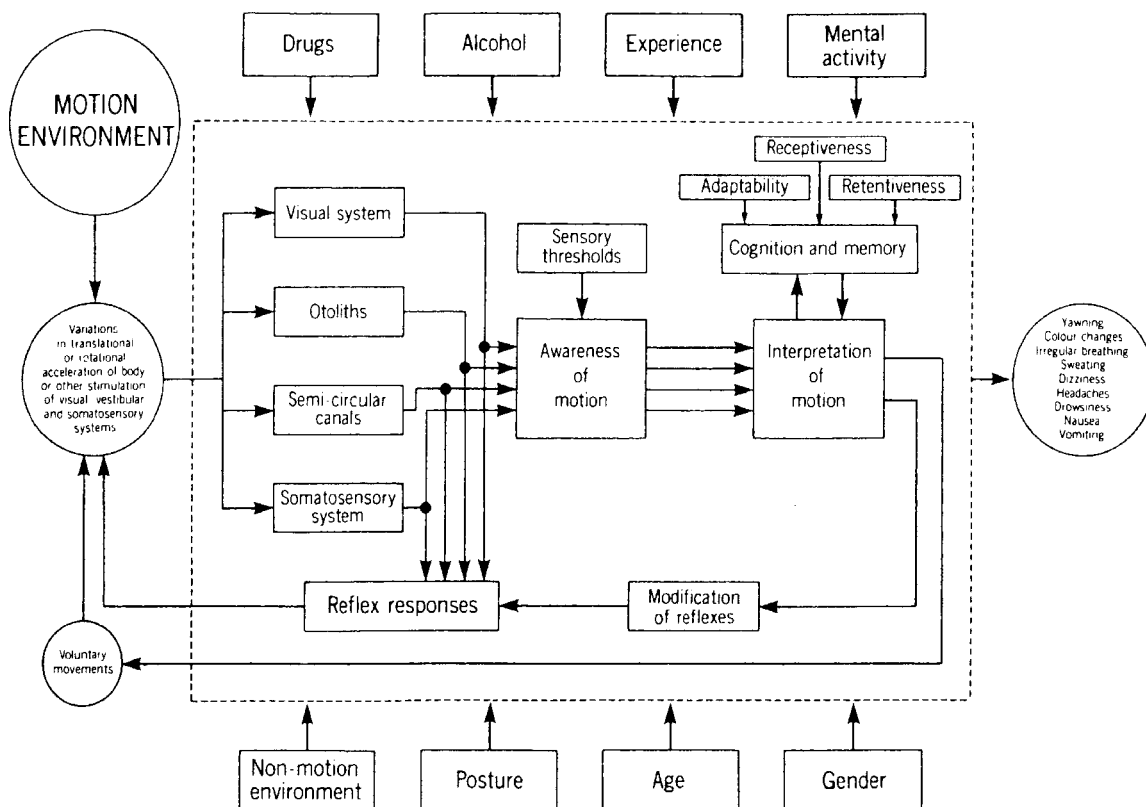 Drugs
Alcohol
Experience
Mental
activity
MOTION
ENVIRONMENT
Receptiveness
Adaptability
Retentiveness
Visual system
Sensory
thresholds
Cognition and memory
Otoliths
Variations
in translational
or rotational
acceleration of body
or other stimulation
of visual, vestibular
and somatosensory
systems
Awareness
of
motion
Interpretation
of
motion
Yawning
Colour changes
Irregular breathing
Sweating
Dizziness
Headaches
Drowsiness
Nausea
Vomiting
Semi-circular
canals
Somatosensory
system
Reflex responses
Modification
of reflexes
Voluntary
movements
Non-motion
environment
Posture
Age
Gender